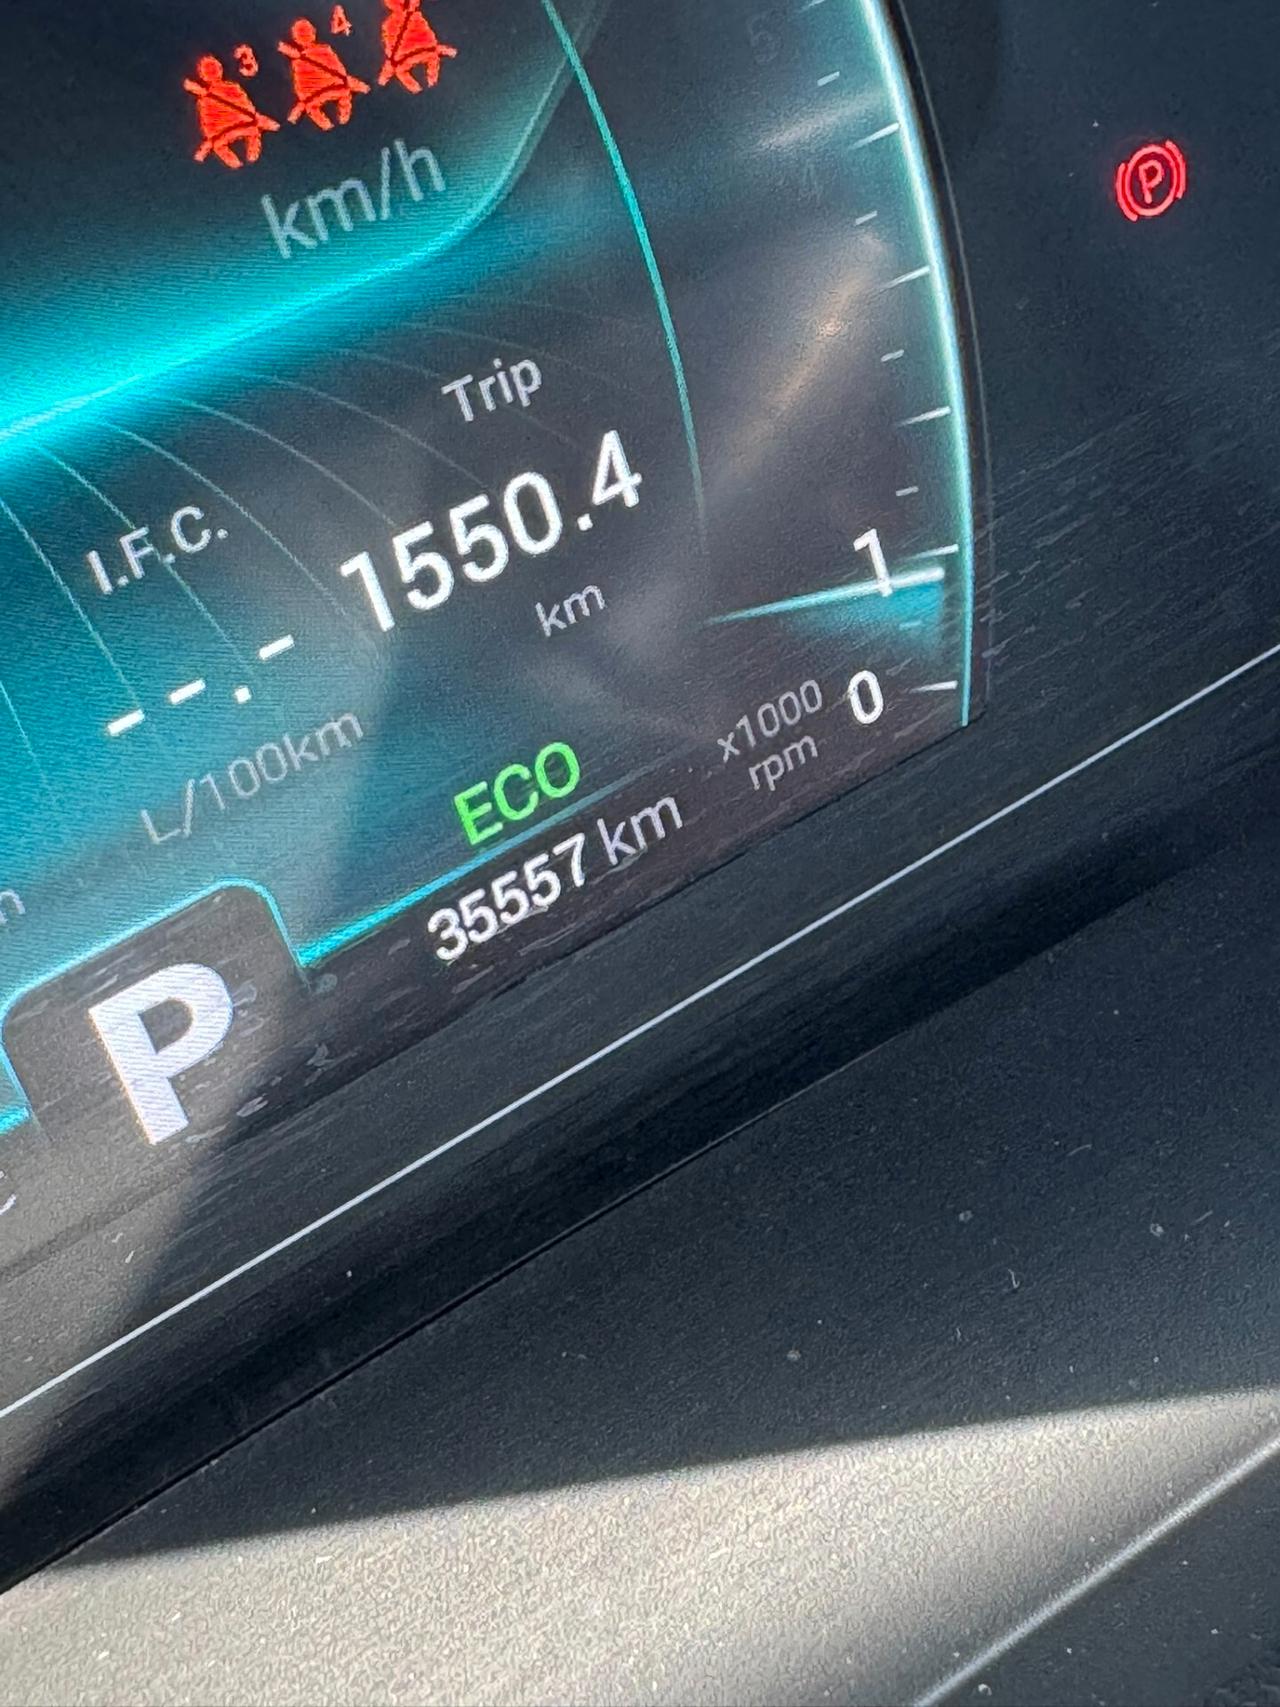 3 4
km/h
Trip
1550.4
km
I.F.C.
--.-
L/100km
1
0
x1000
rpm
ECO
35557 km
P
P